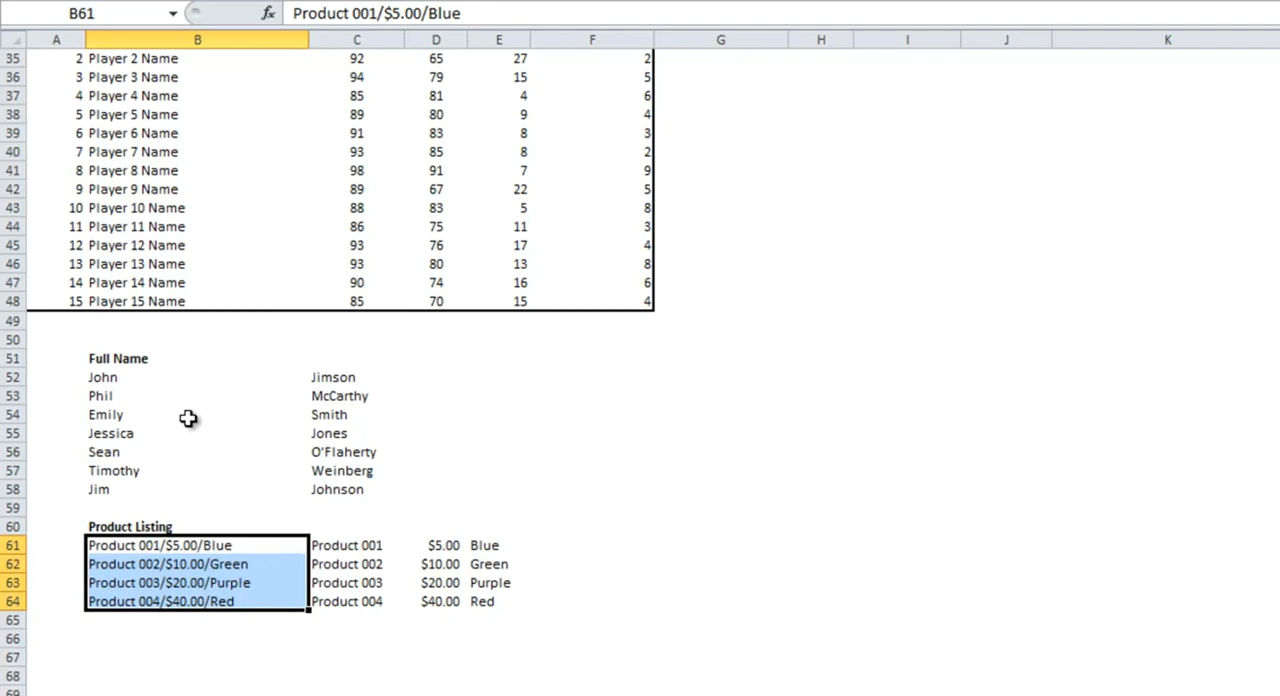 B61 fx Product 001/$5.00/Blue
A B C D E F G H I J K
35 2 Player 2 Name 92 65 27 2
36 3 Player 3 Name 94 79 15 5
37 4 Player 4 Name 85 81 4 6
38 5 Player 5 Name 89 80 9 4
39 6 Player 6 Name 91 83 8 3
40 7 Player 7 Name 93 85 8 2
41 8 Player 8 Name 98 91 7 9
42 9 Player 9 Name 89 67 22 5
43 10 Player 10 Name 88 83 5 8
44 11 Player 11 Name 86 75 11 3
45 12 Player 12 Name 93 76 17 4
46 13 Player 13 Name 93 80 13 8
47 14 Player 14 Name 90 74 16 6
48 15 Player 15 Name 85 70 15 4
49
50
51 Full Name
52 John Jimson
53 Phil McCarthy
54 Emily Smith
55 Jessica Jones
56 Sean O'Flaherty
57 Timothy Weinberg
58 Jim Johnson
59
60 Product Listing
61 Product 001/$5.00/Blue Product 001 $5.00 Blue
62 Product 002/$10.00/Green Product 002 $10.00 Green
63 Product 003/$20.00/Purple Product 003 $20.00 Purple
64 Product 004/$40.00/Red Product 004 $40.00 Red
65
66
67
68
69